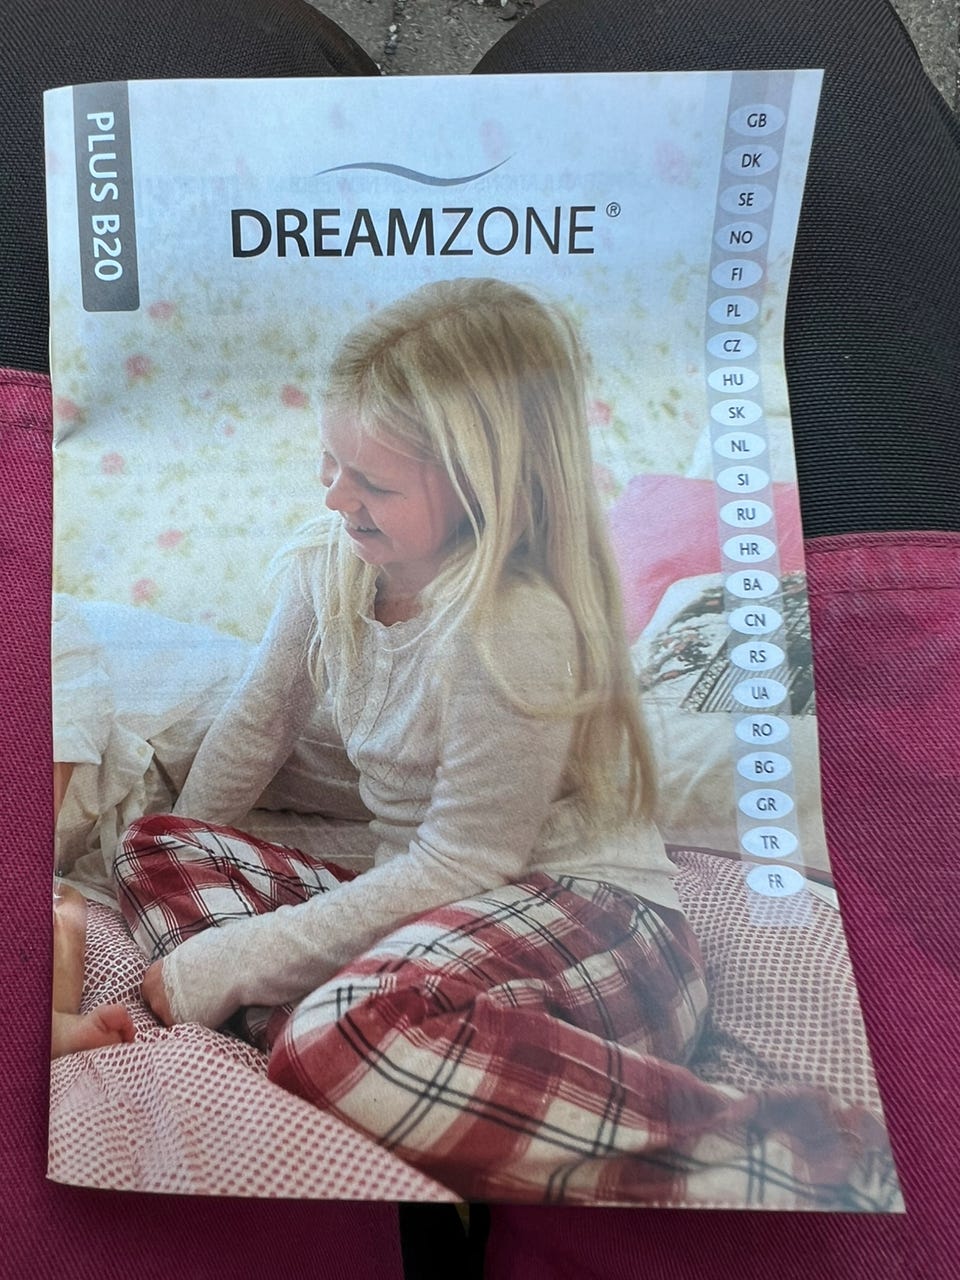 PLUS B20
DREAMZONE®
GB
DK
SE
NO
FI
PL
CZ
HU
SK
NL
SI
RU
HR
BA
CN
RS
UA
RO
BG
GR
TR
FR